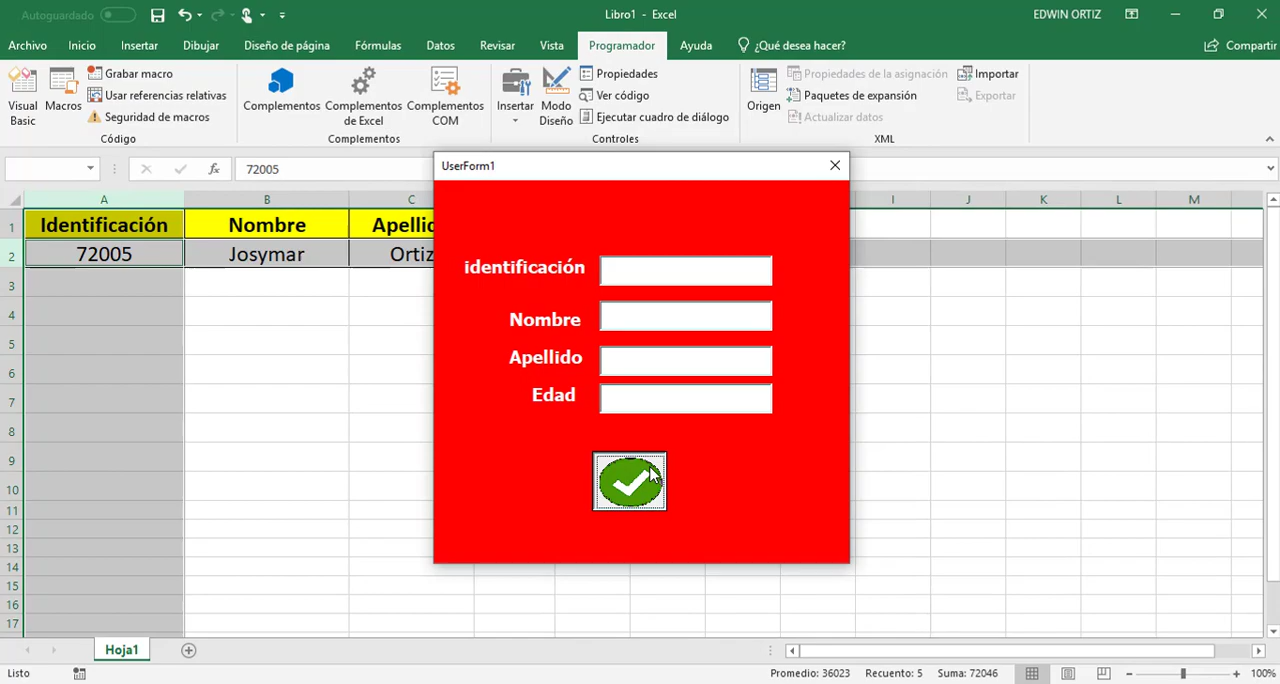 Autoguardado
Libro1 - Excel
EDWIN ORTIZ
Archivo Inicio Insertar Dibujar Diseño de página Fórmulas Datos Revisar Vista Programador Ayuda ¿Qué desea hacer? Compartir
Visual Basic
Macros
Grabar macro
Usar referencias relativas
Seguridad de macros
Código
Complementos
Complementos de Excel
Complementos COM
Complementos
Insertar
Modo Diseño
Propiedades
Ver código
Ejecutar cuadro de diálogo
Controles
Origen
Propiedades de la asignación
Paquetes de expansión
Actualizar datos
Importar
Exportar
XML
fx 72005
UserForm1
A B C I J K L M
1 Identificación Nombre Apellid
2 72005 Josymar Ortiz
3
4
5
6
7
8
9
10
11
12
13
14
15
16
17
identificación
Nombre
Apellido
Edad
Hoja1
Listo
Promedio: 36023 Recuento: 5 Suma: 72046
100%